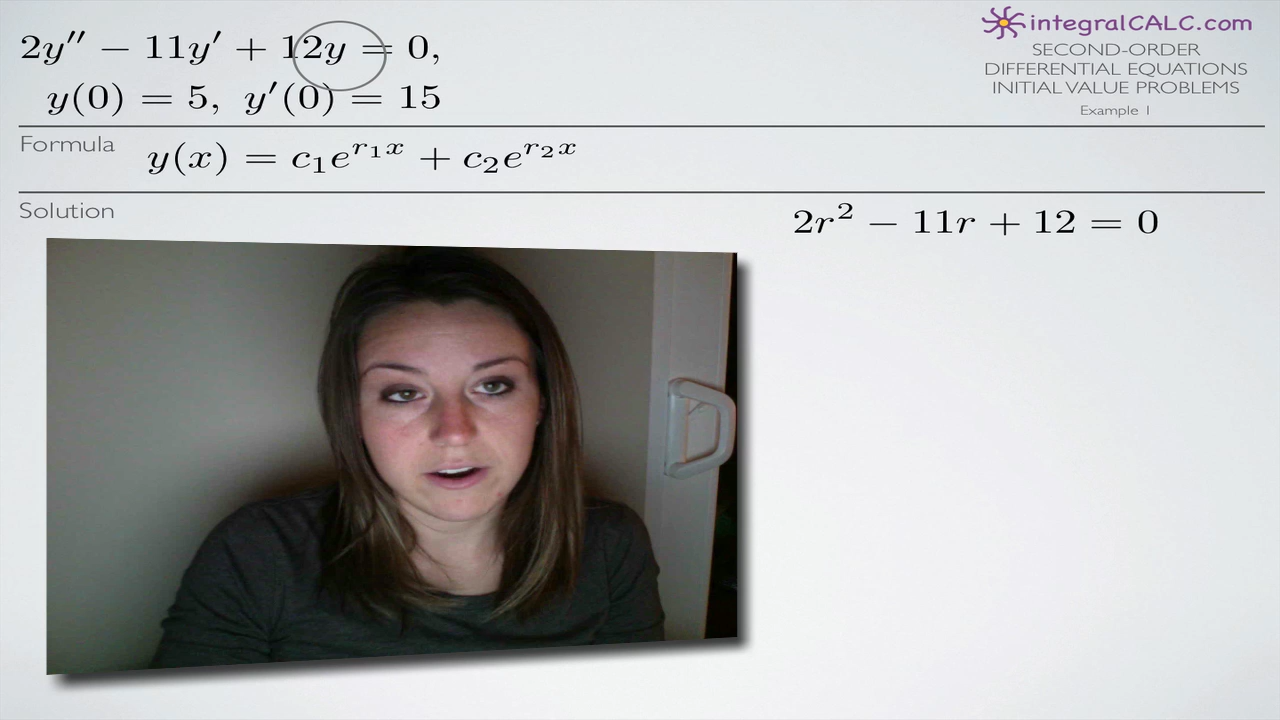 2y″ − 11y′ + 12y = 0,
y(0) = 5, y′(0) = 15
integralCALC.com
SECOND-ORDER
DIFFERENTIAL EQUATIONS
INITIAL VALUE PROBLEMS
Example 1
Formula y(x) = c₁e^{r₁x} + c₂e^{r₂x}
Solution
2r² − 11r + 12 = 0